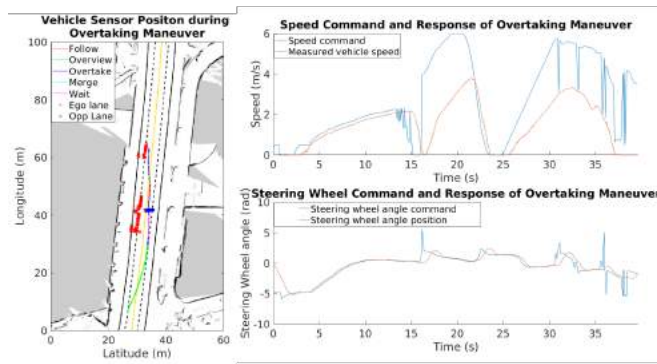 Vehicle Sensor Positon during
Overtaking Maneuver
100
80
60
40
20
0
Longitude (m)
Follow
Overview
Overtake
Merge
Wait
Ego lane
Opp Lane
0
20
40
60
Latitude (m)
Speed Command and Response of Overtaking Maneuver
6
4
2
0
Speed (m/s)
Speed command
Measured vehicle speed
0
5
10
15
20
25
30
35
Time (s)
Steering Wheel Command and Response of Overtaking Maneuver
10
5
0
-5
-10
Steering Wheel angle (rad)
Steering wheel angle command
Steering wheel angle position
0
5
10
15
20
25
30
35
Time (s)